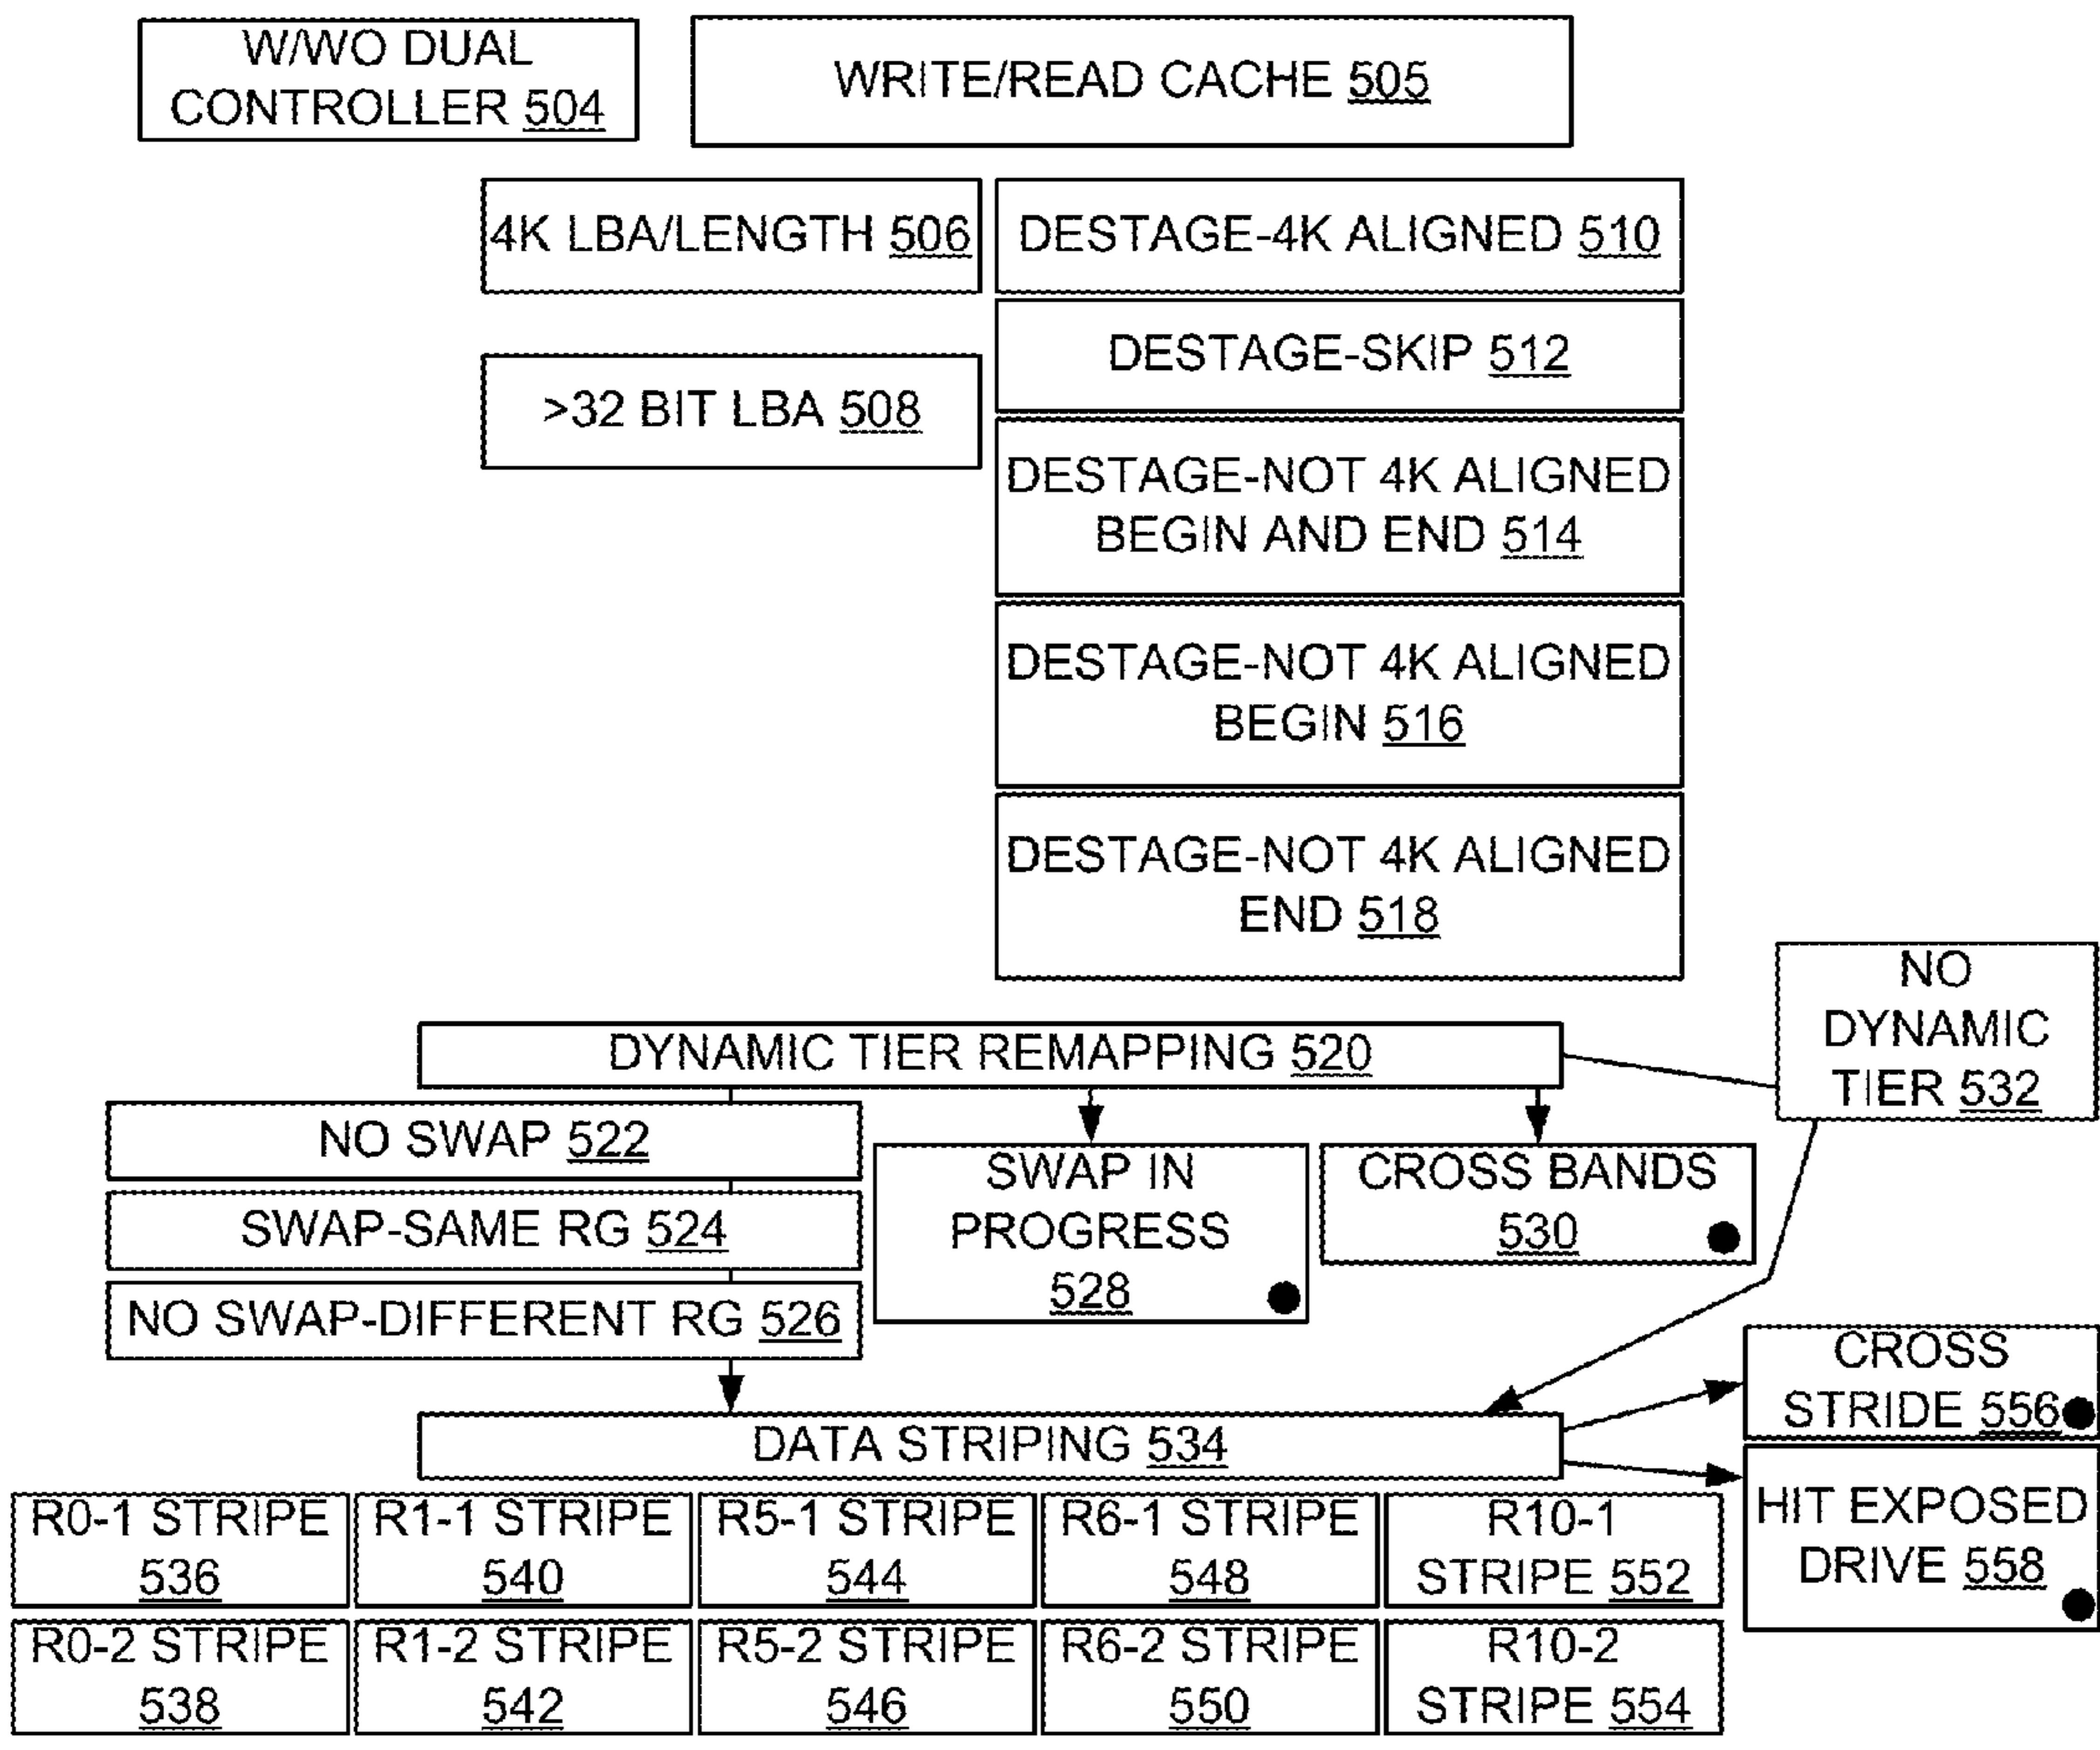 W/WO DUAL
CONTROLLER 504
WRITE/READ CACHE 505
4K LBA/LENGTH 506
DESTAGE-4K ALIGNED 510
DESTAGE-SKIP 512
>32 BIT LBA 508
DESTAGE-NOT 4K ALIGNED
BEGIN AND END 514
DESTAGE-NOT 4K ALIGNED
BEGIN 516
DESTAGE-NOT 4K ALIGNED
END 518
NO
DYNAMIC
TIER 532
DYNAMIC TIER REMAPPING 520
NO SWAP 522
SWAP-SAME RG 524
NO SWAP-DIFFERENT RG 526
SWAP IN
PROGRESS
528
CROSS BANDS
530
CROSS
STRIDE 556
DATA STRIPING 534
HIT EXPOSED
DRIVE 558
R0-1 STRIPE
536
R1-1 STRIPE
540
R5-1 STRIPE
544
R6-1 STRIPE
548
R10-1
STRIPE 552
R0-2 STRIPE
538
R1-2 STRIPE
542
R5-2 STRIPE
546
R6-2 STRIPE
550
R10-2
STRIPE 554